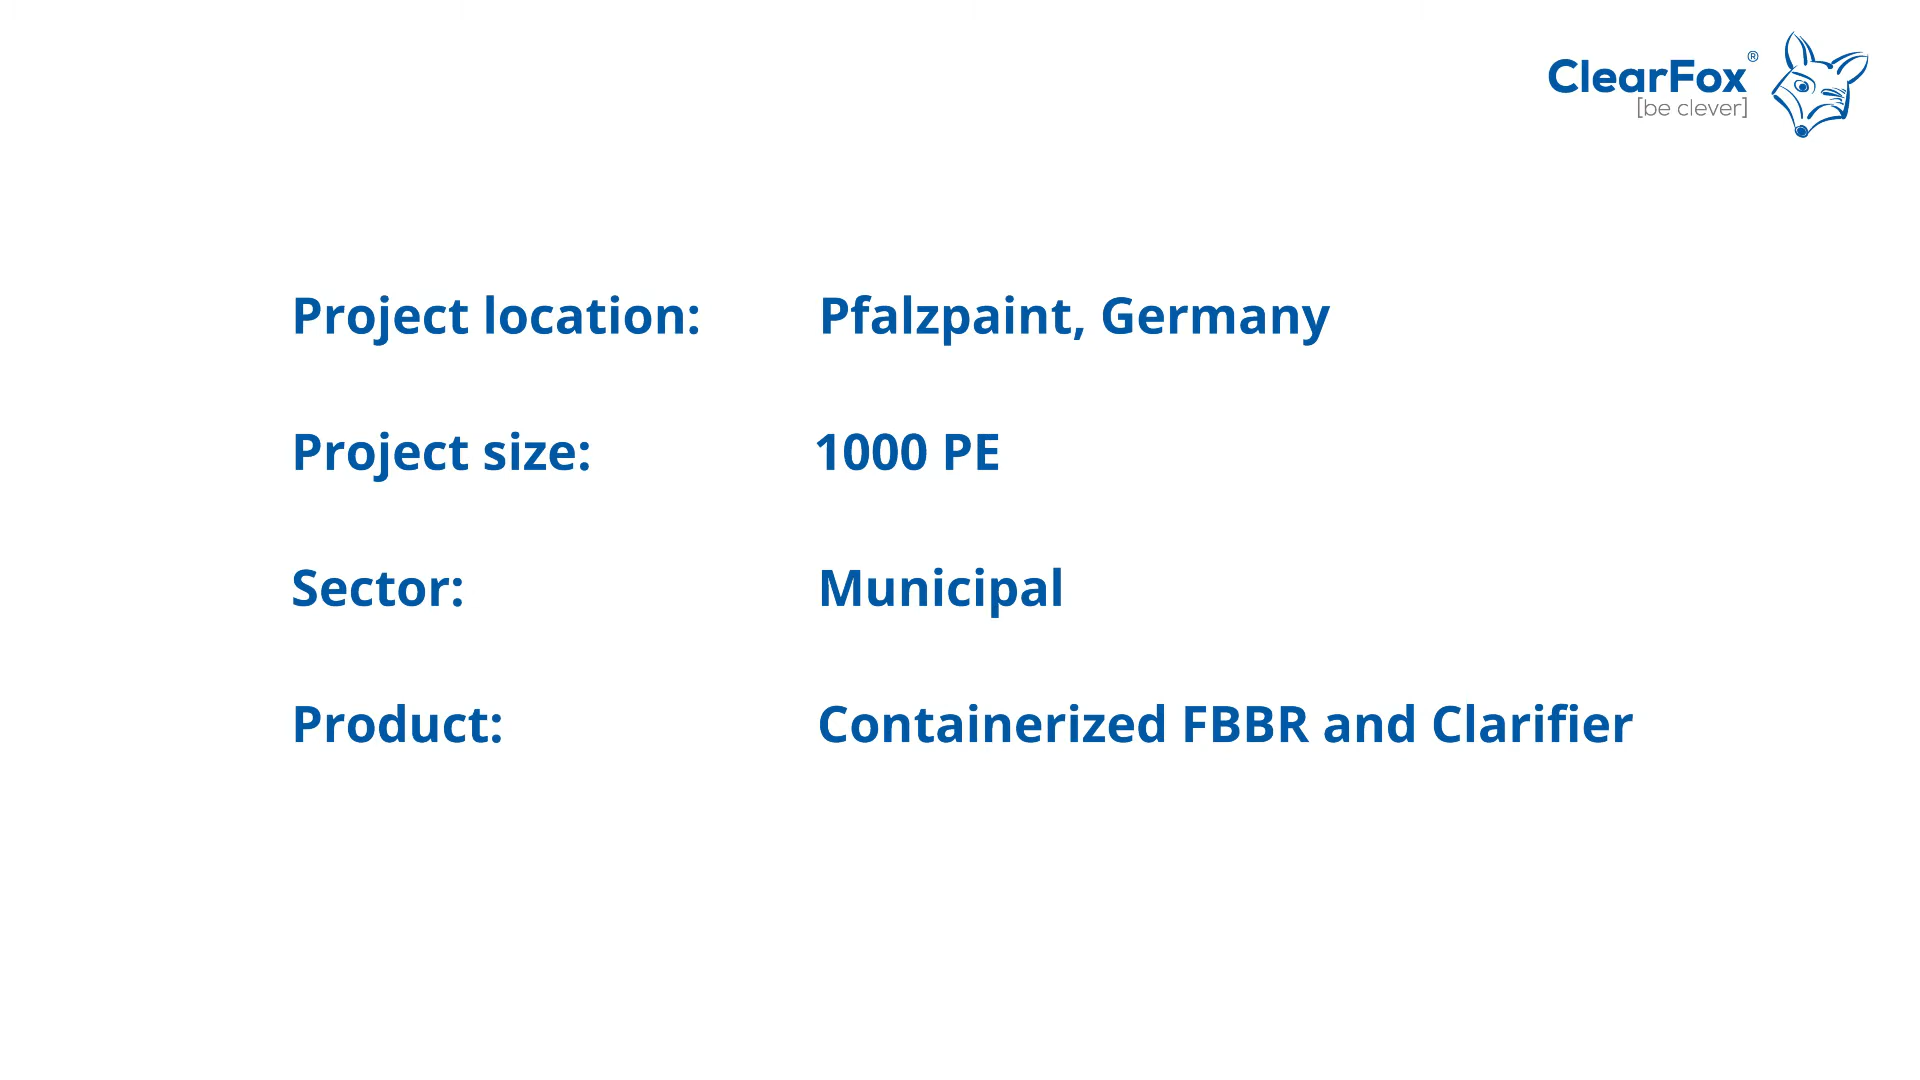 ClearFox®
[be clever]
Project location: Pfalzpaint, Germany
Project size: 1000 PE
Sector: Municipal
Product: Containerized FBBR and Clarifier